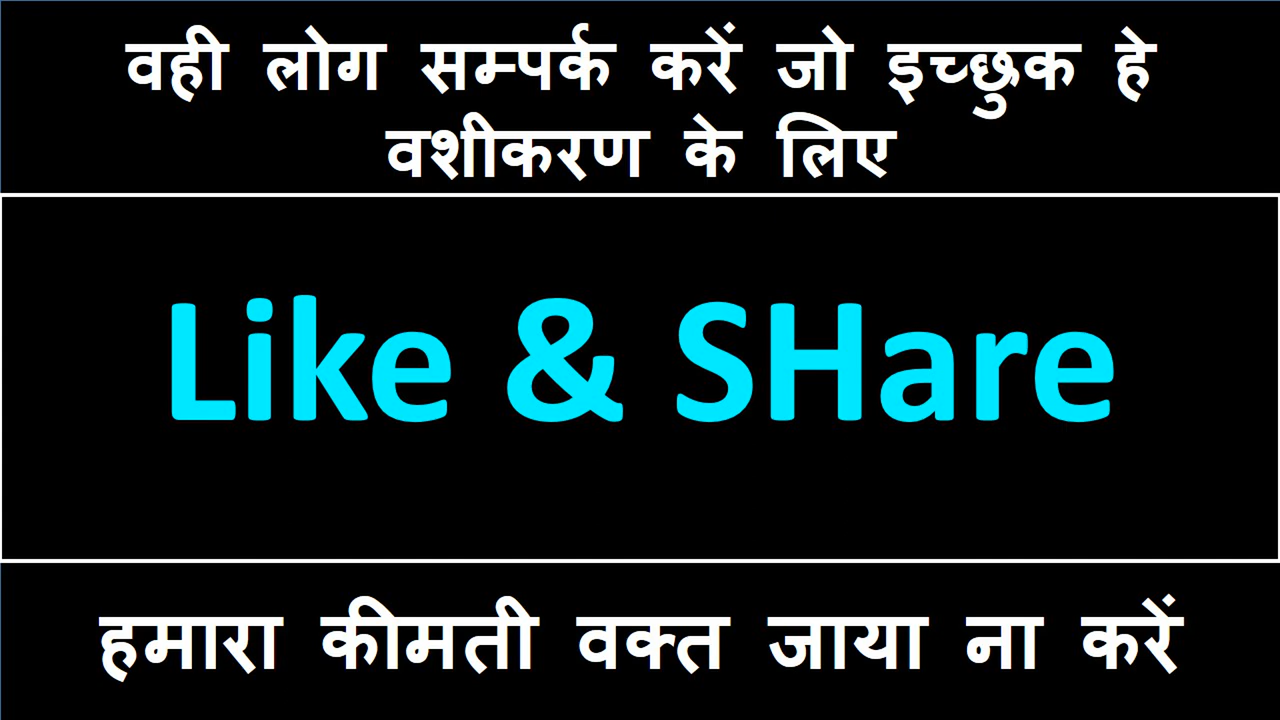 वही लोग सम्पर्क करें जो इच्छुक हे
वशीकरण के लिए
Like & SHare
हमारा कीमती वक्त जाया ना करें